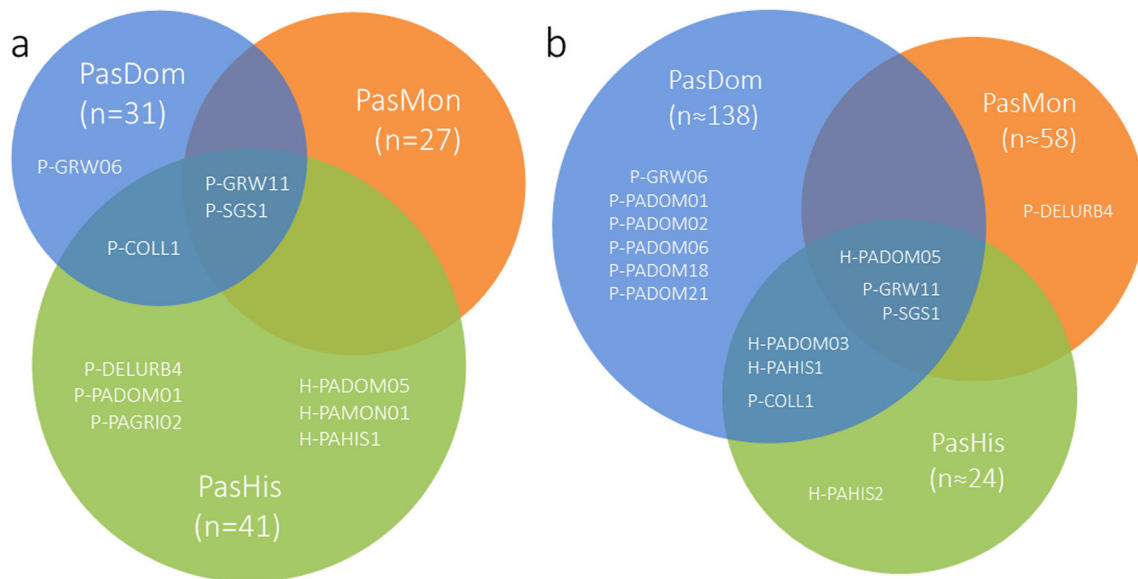 a
PasDom
(n=31)
PasMon
(n=27)
P-GRW06
P-GRW11
P-SGS1
P-COLL1
P-DELURB4
P-PADOM01
P-PAGRI02
H-PADOM05
H-PAMON01
H-PAHIS1
PasHis
(n=41)
b
PasDom
(n≈138)
PasMon
(n≈58)
P-GRW06
P-PADOM01
P-PADOM02
P-PADOM06
P-PADOM18
P-PADOM21
P-DELURB4
H-PADOM05
P-GRW11
P-SGS1
H-PADOM03
H-PAHIS1
P-COLL1
PasHis
(n≈24)
H-PAHIS2